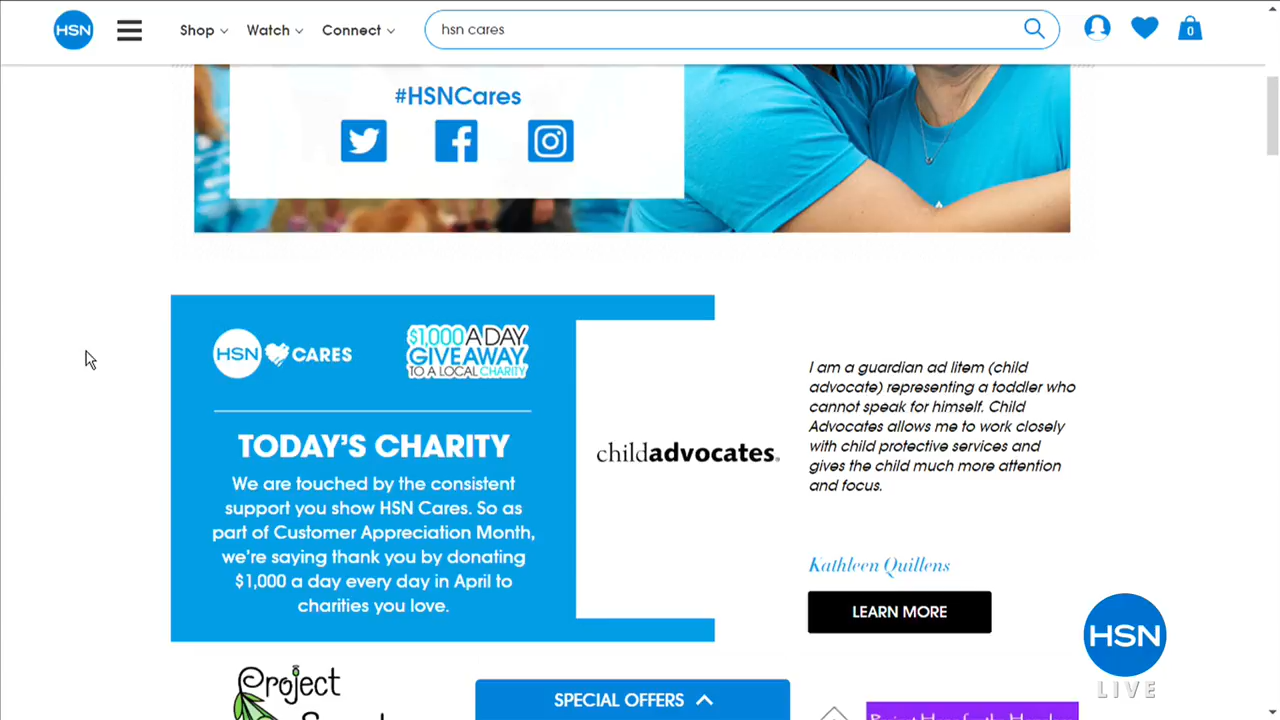 HSN
Shop
Watch
Connect
hsn cares
0
#HSNCares
HSN CARES
$1,000 A DAY
GIVEAWAY
TO A LOCAL CHARITY
TODAY'S CHARITY
We are touched by the consistent
support you show HSN Cares. So as
part of Customer Appreciation Month,
we're saying thank you by donating
$1,000 a day every day in April to
charities you love.
childadvocates®
I am a guardian ad litem (child
advocate) representing a toddler who
cannot speak for himself. Child
Advocates allows me to work closely
with child protective services and
gives the child much more attention
and focus.
Kathleen Quillens
LEARN MORE
HSN
LIVE
Project
SPECIAL OFFERS